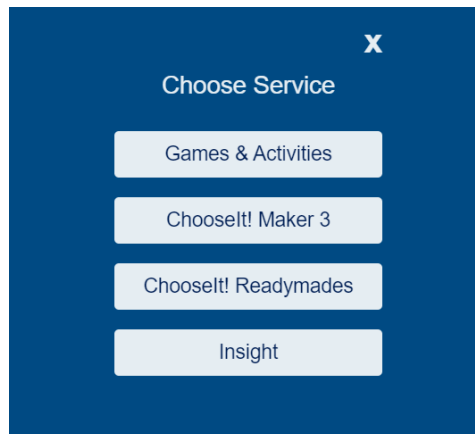 X
Choose Service
Games & Activities
ChooseIt! Maker 3
ChooseIt! Readymades
Insight